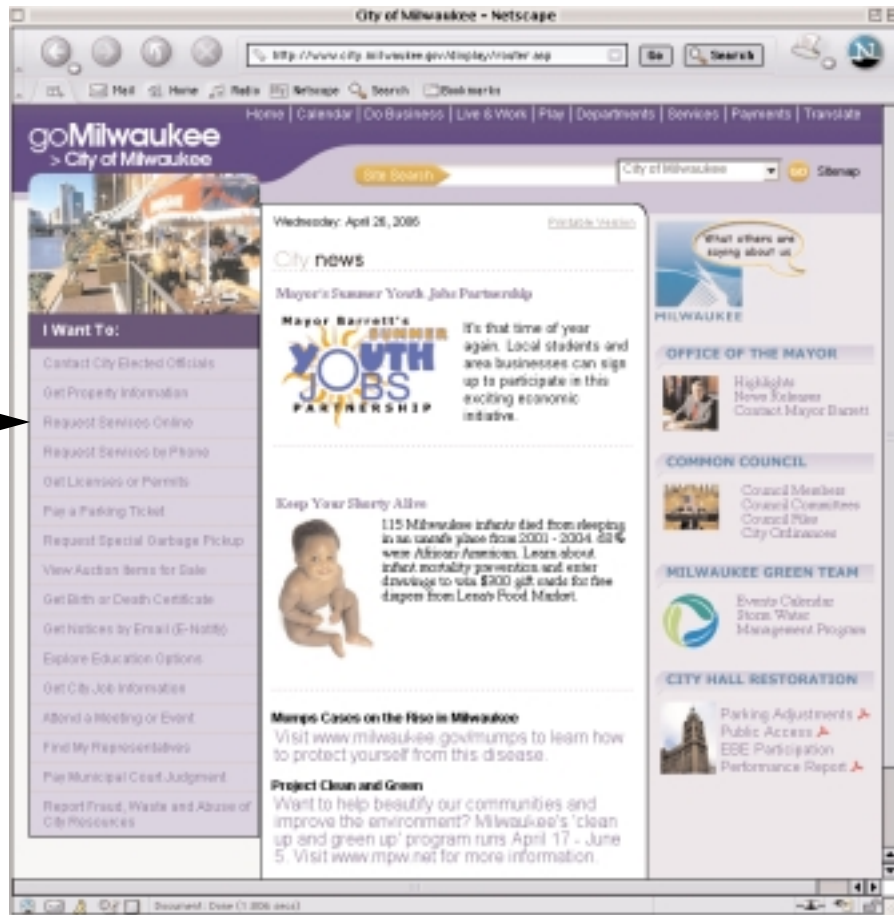 City of Milwaukee - Netscape
http://www.city.milwaukee.gov/display/router.asp
Go
Search
N
Mail Home Radio Netscape Search Bookmarks
Home | Calendar | Do Business | Live & Work | Play | Departments | Services | Payments | Translate
goMilwaukee
> City of Milwaukee
Site Search
City of Milwaukee
GO
Sitemap
I Want To:
Contact City Elected Officials
Get Property Information
Request Services Online
Request Services by Phone
Get Licenses or Permits
Pay a Parking Ticket
Request Special Garbage Pickup
View Auction Items for Sale
Get Birth or Death Certificate
Get Notices by Email (E-Notify)
Explore Education Options
Get City Job Information
Attend a Meeting or Event
Find My Representatives
Pay Municipal Court Judgment
Report Fraud, Waste and Abuse of
City Resources
Wednesday: April 26, 2006
Printable Version
City news
Mayor's Summer Youth Jobs Partnership
Mayor Barrett's
SUMMER
YOUTH
JOBS
PARTNERSHIP
It's that time of year
again. Local students and
area businesses can sign
up to participate in this
exciting economic
initiative.
Keep Your Shorty Alive
115 Milwaukee infants died from sleeping
in an unsafe place from 2001 - 2004. 68%
were African American. Learn about
infant mortality prevention and enter
drawings to win $300 gift cards for free
diapers from Lena's Food Market.
Mumps Cases on the Rise in Milwaukee
Visit www.milwaukee.gov/mumps to learn how
to protect yourself from this disease.
Project Clean and Green
Want to help beautify our communities and
improve the environment? Milwaukee's 'clean
up and green up' program runs April 17 - June
5. Visit www.mpw.net for more information.
What others are
saying about us
MILWAUKEE
OFFICE OF THE MAYOR
Highlights
News Releases
Contact Mayor Barrett
COMMON COUNCIL
Council Members
Council Committees
Council Files
City Ordinances
MILWAUKEE GREEN TEAM
Events Calendar
Storm Water
Management Program
CITY HALL RESTORATION
Parking Adjustments
Public Access
EBE Participation
Performance Report
Document: Done (1.006 secs)